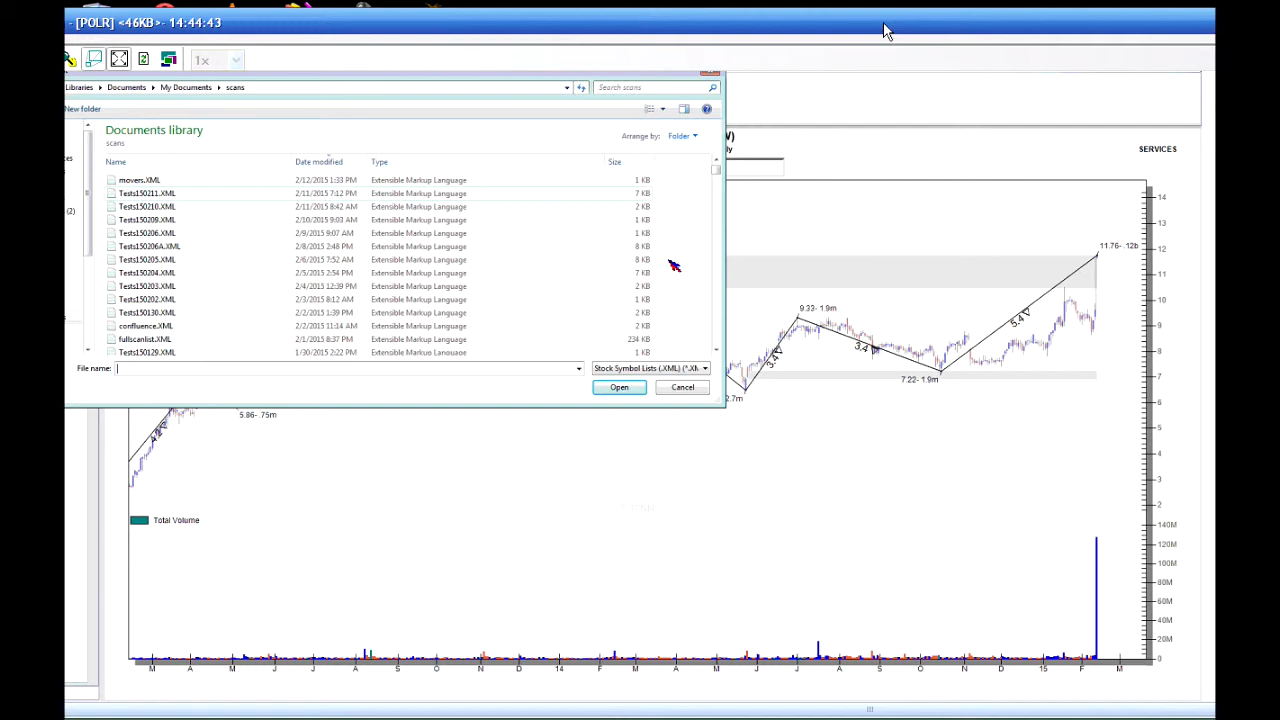 - [POLR] <46KB>- 14:44:43
1x
Libraries Documents My Documents scans
Search scans
New folder
Documents library
scans
Arrange by: Folder
Name Date modified Type Size
movers.XML 2/12/2015 1:33 PM Extensible Markup Language 1 KB
Tests150211.XML 2/11/2015 7:12 PM Extensible Markup Language 7 KB
Tests150210.XML 2/11/2015 8:42 AM Extensible Markup Language 2 KB
Tests150209.XML 2/10/2015 9:03 AM Extensible Markup Language 1 KB
Tests150206.XML 2/9/2015 9:07 AM Extensible Markup Language 1 KB
Tests150206A.XML 2/8/2015 2:48 PM Extensible Markup Language 8 KB
Tests150205.XML 2/6/2015 7:52 AM Extensible Markup Language 8 KB
Tests150204.XML 2/5/2015 2:54 PM Extensible Markup Language 7 KB
Tests150203.XML 2/4/2015 12:39 PM Extensible Markup Language 2 KB
Tests150202.XML 2/3/2015 8:12 AM Extensible Markup Language 1 KB
Tests150130.XML 2/2/2015 1:39 PM Extensible Markup Language 1 KB
confluence.XML 2/2/2015 11:14 AM Extensible Markup Language 2 KB
fullscanlist.XML 2/1/2015 8:37 PM Extensible Markup Language 234 KB
Tests150129.XML 1/30/2015 2:22 PM Extensible Markup Language 1 KB
(2)
File name:
Stock Symbol Lists (.XML) (*.XM
Open Cancel
SERVICES
14
11.76- .12b
12
11
10
9.33- 1.9m
5.4
9
3.4
8
3.4
7.22- 1.9m
7
2.7m
6
5.86- .75m
4.2
5
4
3
2
Total Volume
140M
120M
100M
80M
60M
40M
20M
0
M A M J J A S O N D 14 F M A M J J A S O N D 15 F M